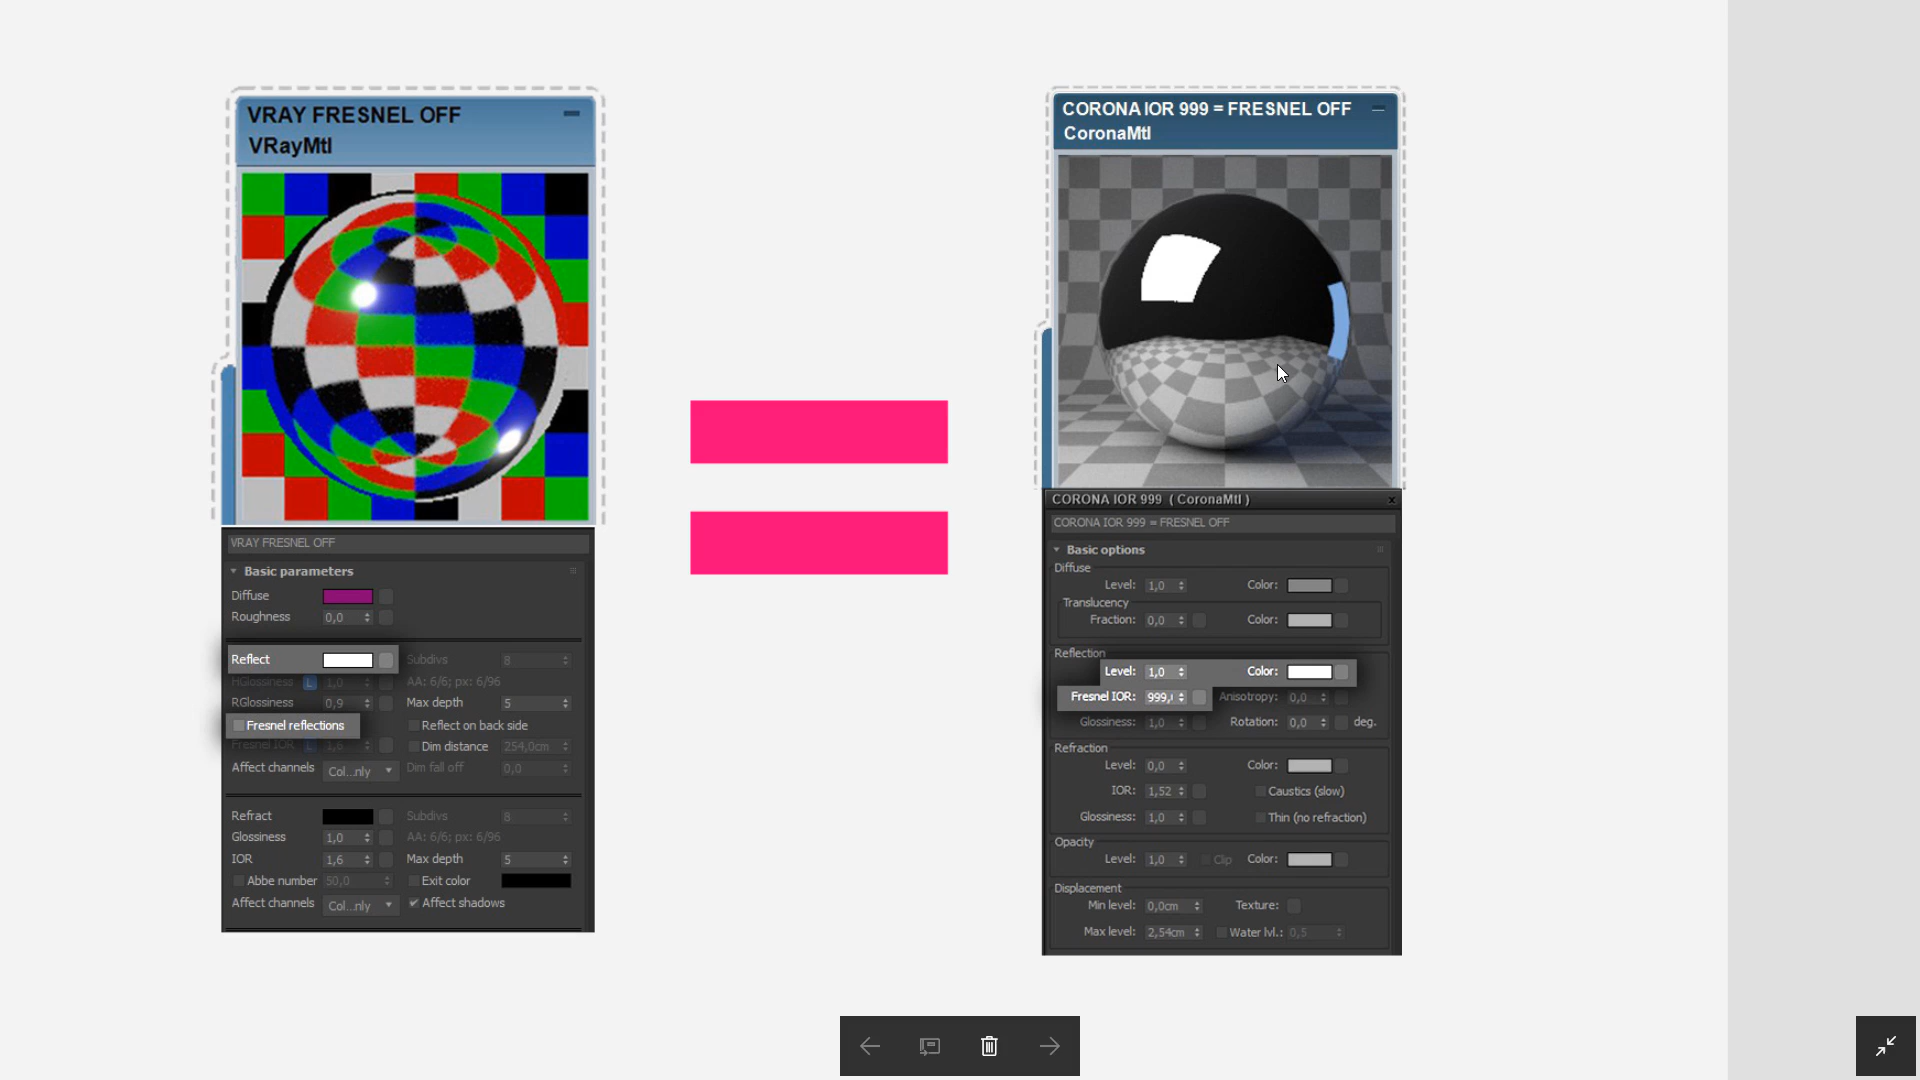 VRAY FRESNEL OFF
VRayMtl
VRAY FRESNEL OFF
Basic parameters
Diffuse
Roughness 0,0
Reflect Subdivs 8
HGlossiness L 1,0 AA: 6/6; px: 6/96
RGlossiness 0,9 Max depth 5
Fresnel reflections Reflect on back side
Fresnel IOR L 1,6 Dim distance 254,0cm
Affect channels Col...nly Dim fall off 0,0
Refract Subdivs 8
Glossiness 1,0 AA: 6/6; px: 6/96
IOR 1,6 Max depth 5
Abbe number 50,0 Exit color
Affect channels Col...nly Affect shadows
CORONA IOR 999 = FRESNEL OFF
CoronaMtl
CORONA IOR 999 ( CoronaMtl )
CORONA IOR 999 = FRESNEL OFF
Basic options
Diffuse
Level: 1,0 Color:
Translucency
Fraction: 0,0 Color:
Reflection
Level: 1,0 Color:
Fresnel IOR: 999, Anisotropy: 0,0
Glossiness: 1,0 Rotation: 0,0 deg.
Refraction
Level: 0,0 Color:
IOR: 1,52 Caustics (slow)
Glossiness: 1,0 Thin (no refraction)
Opacity
Level: 1,0 Clip Color:
Displacement
Min level: 0,0cm Texture:
Max level: 2,54cm Water lvl.: 0,5